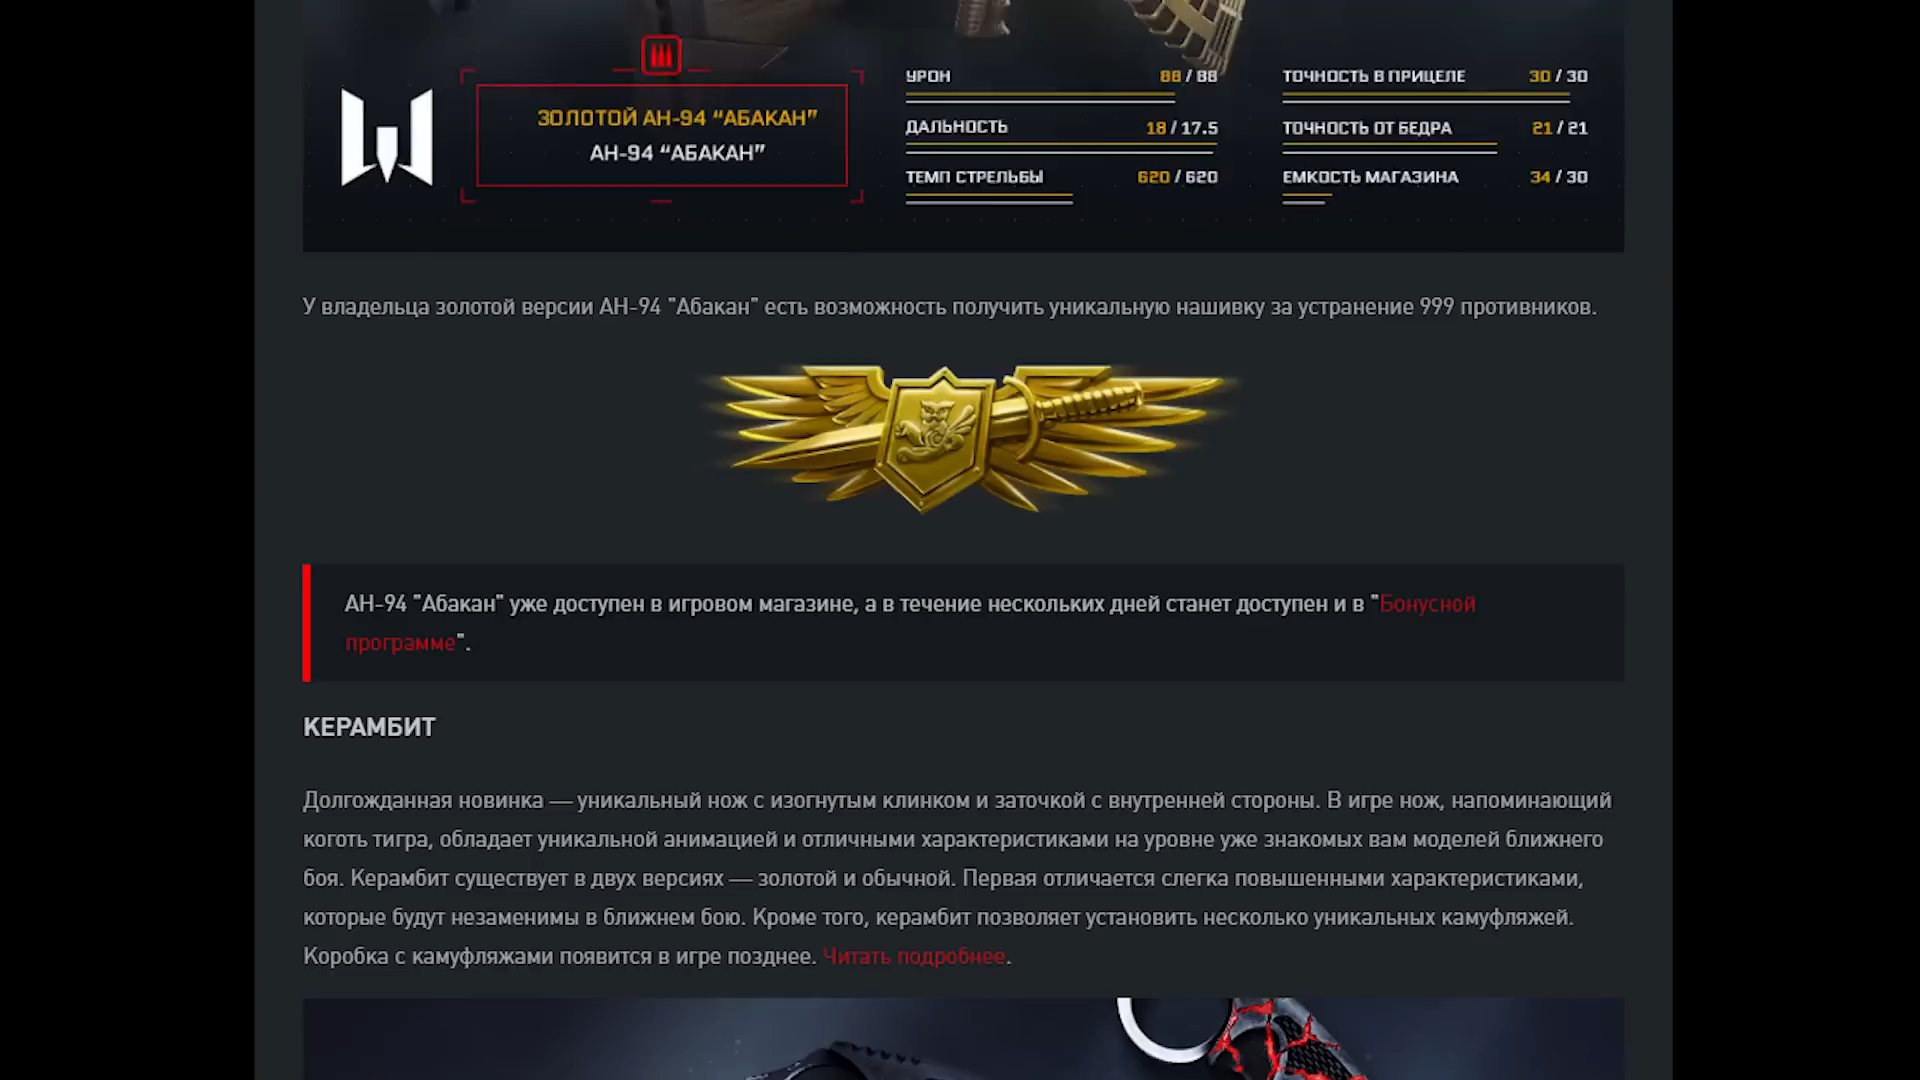 ЗОЛОТОЙ АН-94 “АБАКАН”
АН-94 “АБАКАН”
УРОН 88 / 88
ДАЛЬНОСТЬ 18 / 17.5
ТЕМП СТРЕЛЬБЫ 620 / 620
ТОЧНОСТЬ В ПРИЦЕЛЕ 30 / 30
ТОЧНОСТЬ ОТ БЕДРА 21 / 21
ЕМКОСТЬ МАГАЗИНА 34 / 30
У владельца золотой версии АН-94 "Абакан" есть возможность получить уникальную нашивку за устранение 999 противников.
АН-94 "Абакан" уже доступен в игровом магазине, а в течение нескольких дней станет доступен и в "Бонусной
программе".
КЕРАМБИТ
Долгожданная новинка — уникальный нож с изогнутым клинком и заточкой с внутренней стороны. В игре нож, напоминающий
коготь тигра, обладает уникальной анимацией и отличными характеристиками на уровне уже знакомых вам моделей ближнего
боя. Керамбит существует в двух версиях — золотой и обычной. Первая отличается слегка повышенными характеристиками,
которые будут незаменимы в ближнем бою. Кроме того, керамбит позволяет установить несколько уникальных камуфляжей.
Коробка с камуфляжами появится в игре позднее. Читать подробнее.